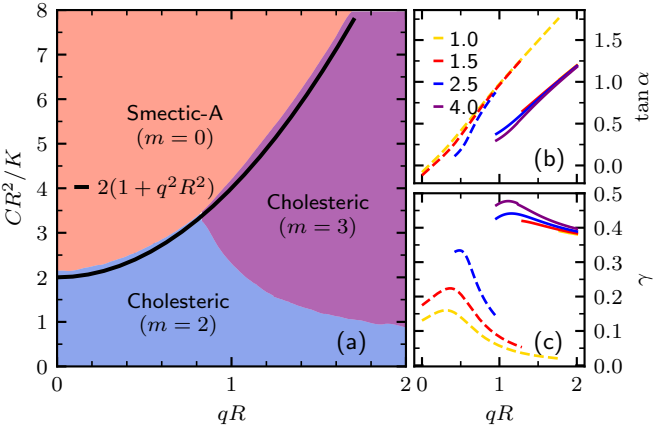 8
7
6
5
4
3
2
1
0
CR²/K
Smectic-A
(m = 0)
2(1 + q²R²)
Cholesteric
(m = 3)
Cholesteric
(m = 2)
(a)
0
1
2
qR
1.0
1.5
2.5
4.0
(b)
1.5
1.0
0.5
0.0
tan α
(c)
0.5
0.4
0.3
0.2
0.1
0.0
γ
0
1
2
qR